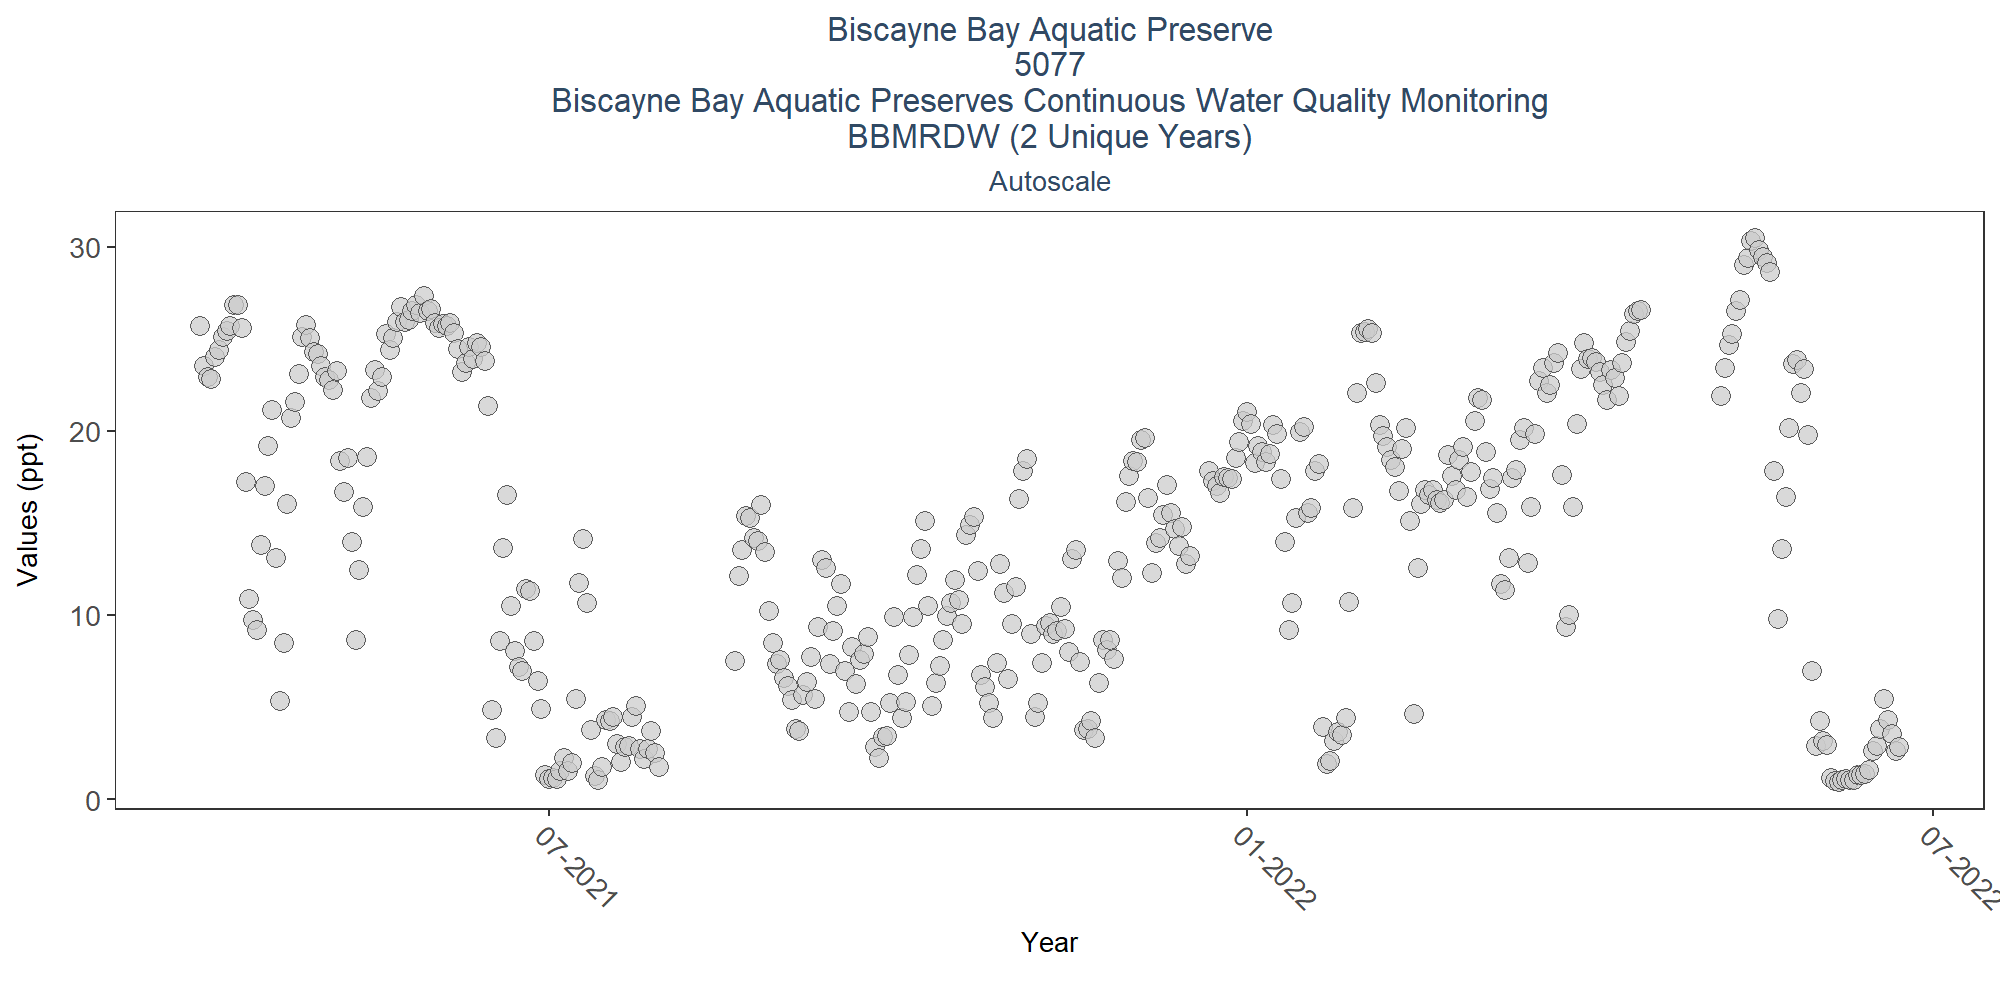 Biscayne Bay Aquatic Preserve
5077
Biscayne Bay Aquatic Preserves Continuous Water Quality Monitoring
BBMRDW (2 Unique Years)
Autoscale
Values (ppt)
30
20
10
0
07-2021
01-2022
07-2022
Year